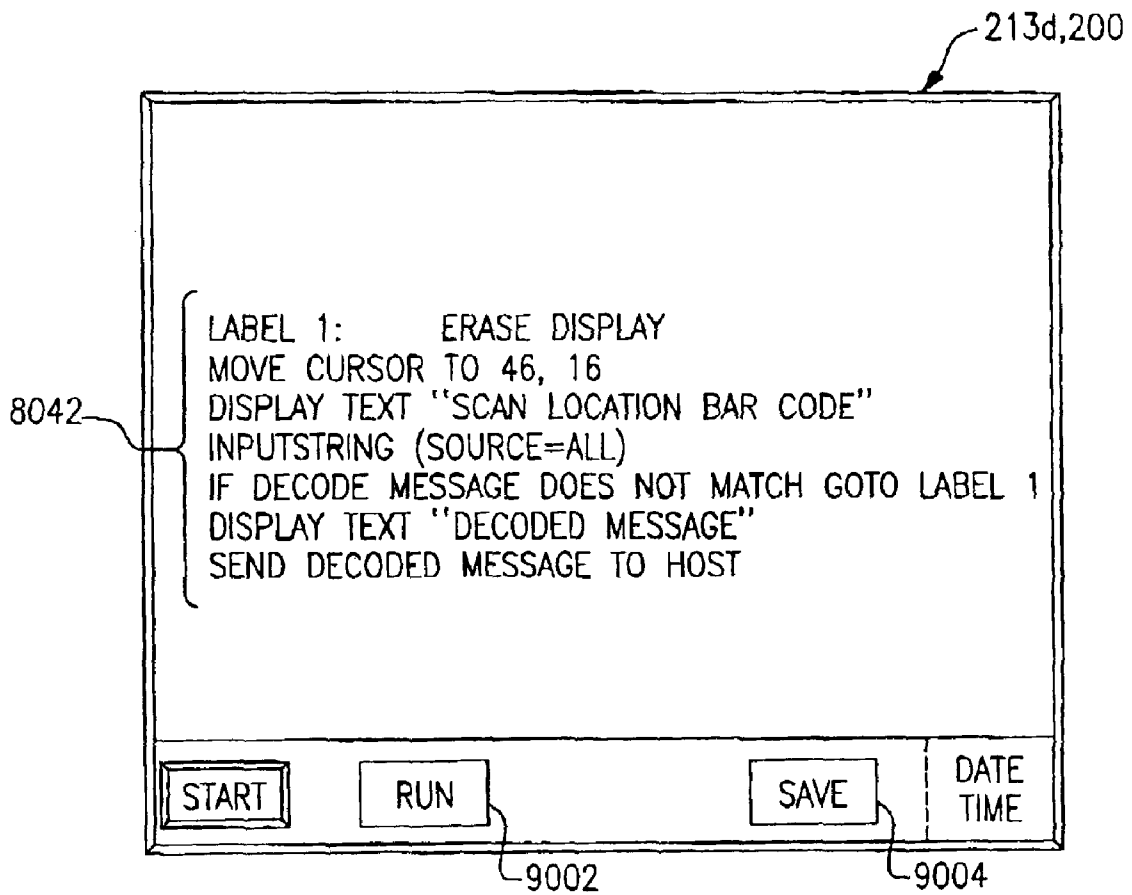 213d,200
LABEL 1: ERASE DISPLAY
MOVE CURSOR TO 46, 16
DISPLAY TEXT "SCAN LOCATION BAR CODE"
8042
INPUTSTRING (SOURCE=ALL)
IF DECODE MESSAGE DOES NOT MATCH GOTO LABEL 1
DISPLAY TEXT "DECODED MESSAGE"
SEND DECODED MESSAGE TO HOST
START RUN SAVE DATE
TIME
9002 9004